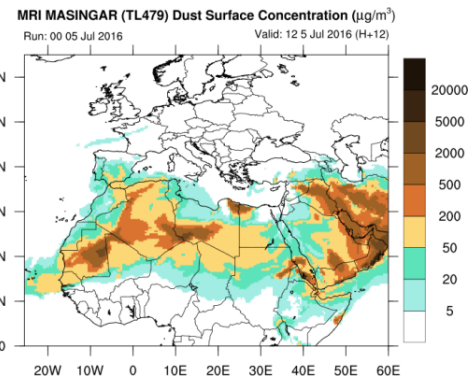 MRI MASINGAR (TL479) Dust Surface Concentration (μg/m³)
Run: 00 05 Jul 2016
Valid: 12 5 Jul 2016 (H+12)
N
N
N
N
N
N
0
20W 10W 0 10E 20E 30E 40E 50E 60E
20000
5000
2000
500
200
50
20
5